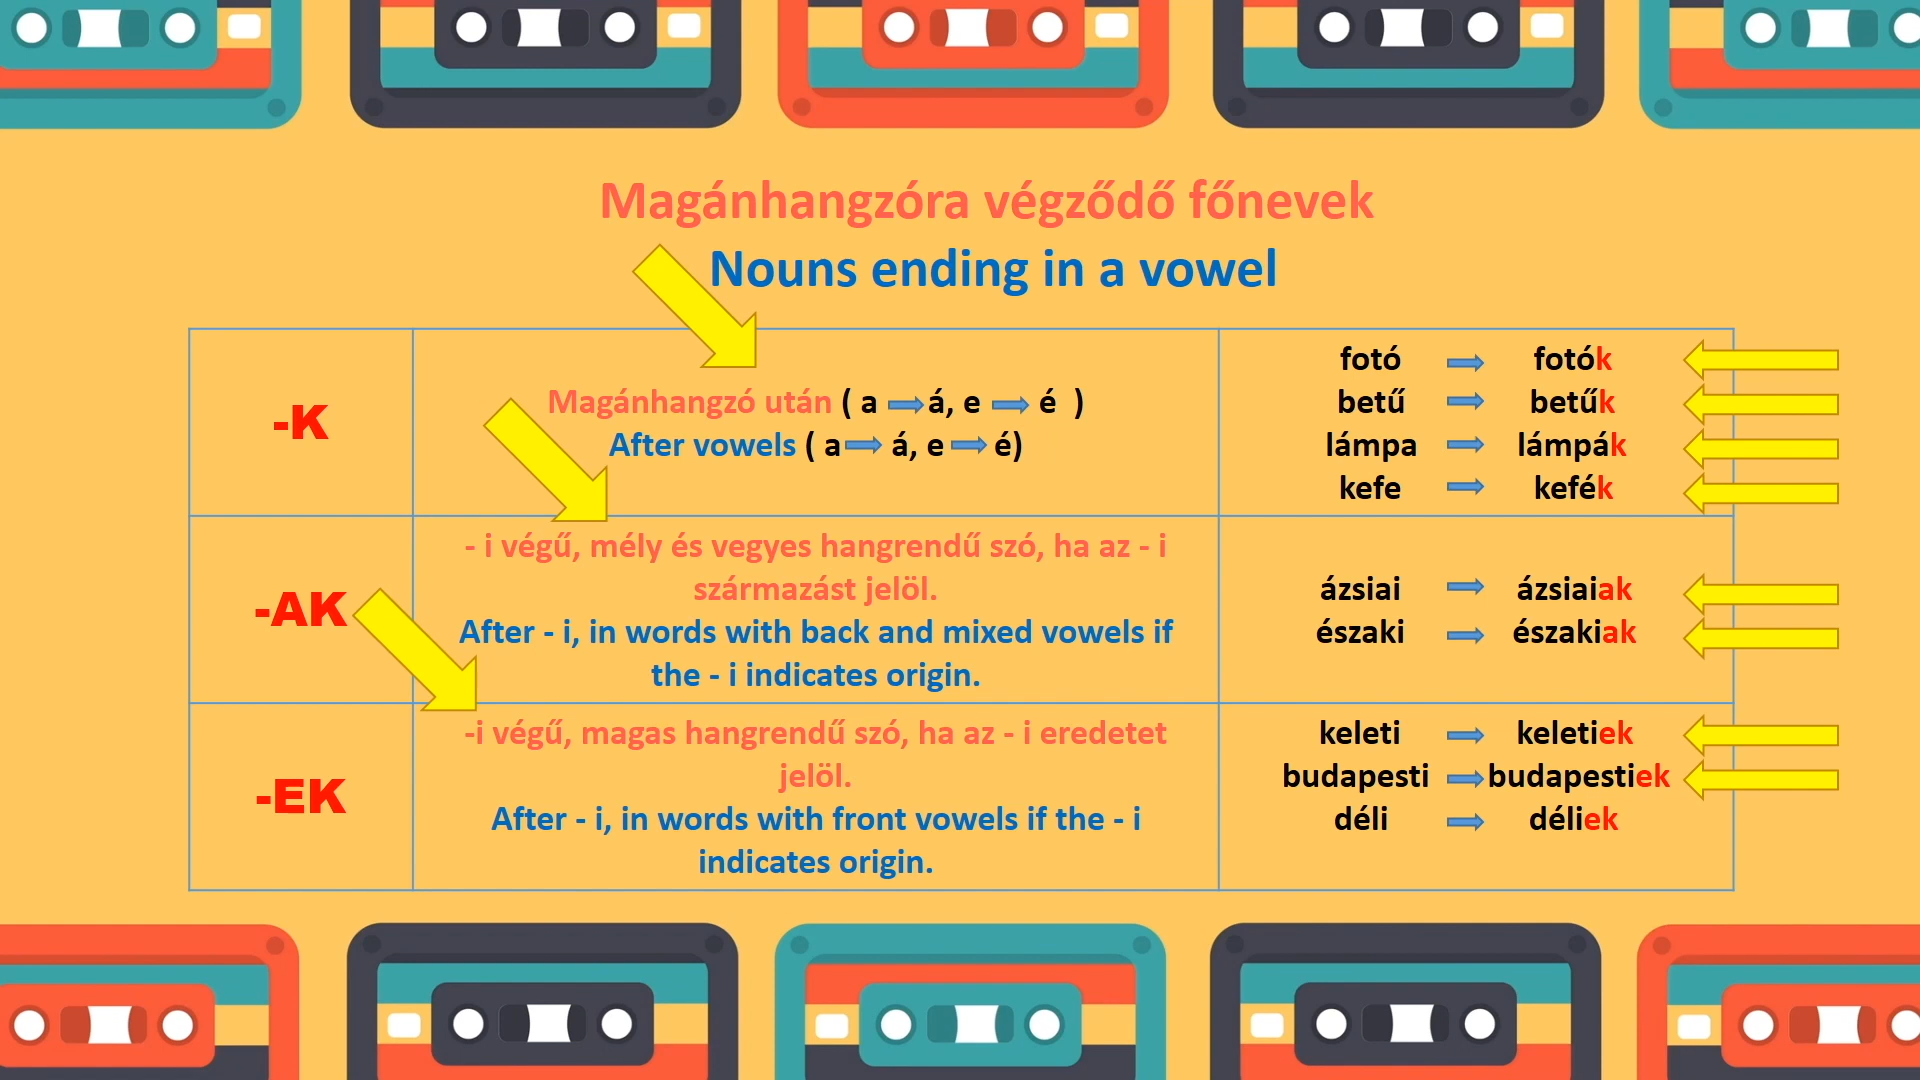 Magánhangzóra végződő főnevek
Nouns ending in a vowel
-K
Magánhangzó után ( a á, e é )
After vowels ( a á, e é)
fotó fotók
betű betűk
lámpa lámpák
kefe kefék
-AK
- i végű, mély és vegyes hangrendű szó, ha az - i
származást jelöl.
After - i, in words with back and mixed vowels if
the - i indicates origin.
ázsiai ázsiaiak
északi északiak
-EK
-i végű, magas hangrendű szó, ha az - i eredetet
jelöl.
After - i, in words with front vowels if the - i
indicates origin.
keleti keletiek
budapesti budapestiek
déli déliek